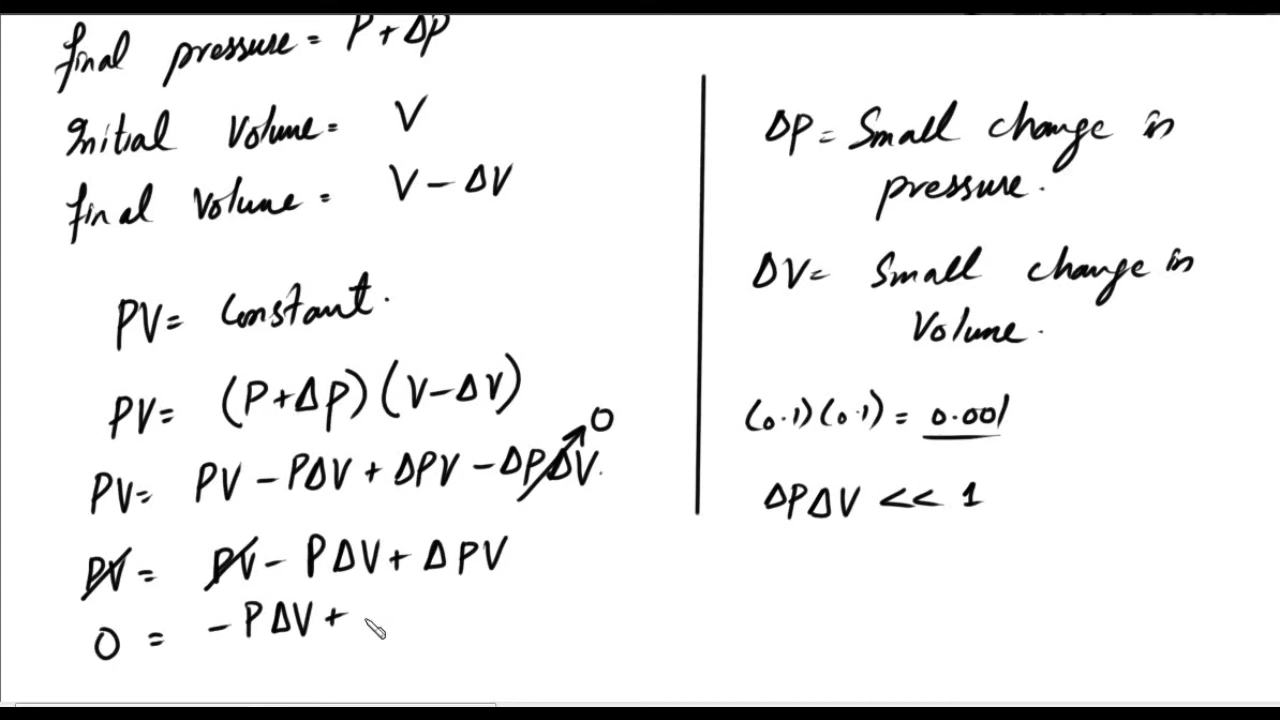 final pressure = P + ΔP
Initial Volume = V
final Volume = V - ΔV
PV = Constant.
PV = (P+ΔP)(V-ΔV)
0
PV = PV - PΔV + ΔPV - ΔPΔV.
PV = PV - PΔV + ΔPV
0 = - PΔV +
ΔP = Small change in
pressure.
ΔV = Small change in
Volume.
(0.1)(0.1) = 0.001
ΔPΔV << 1